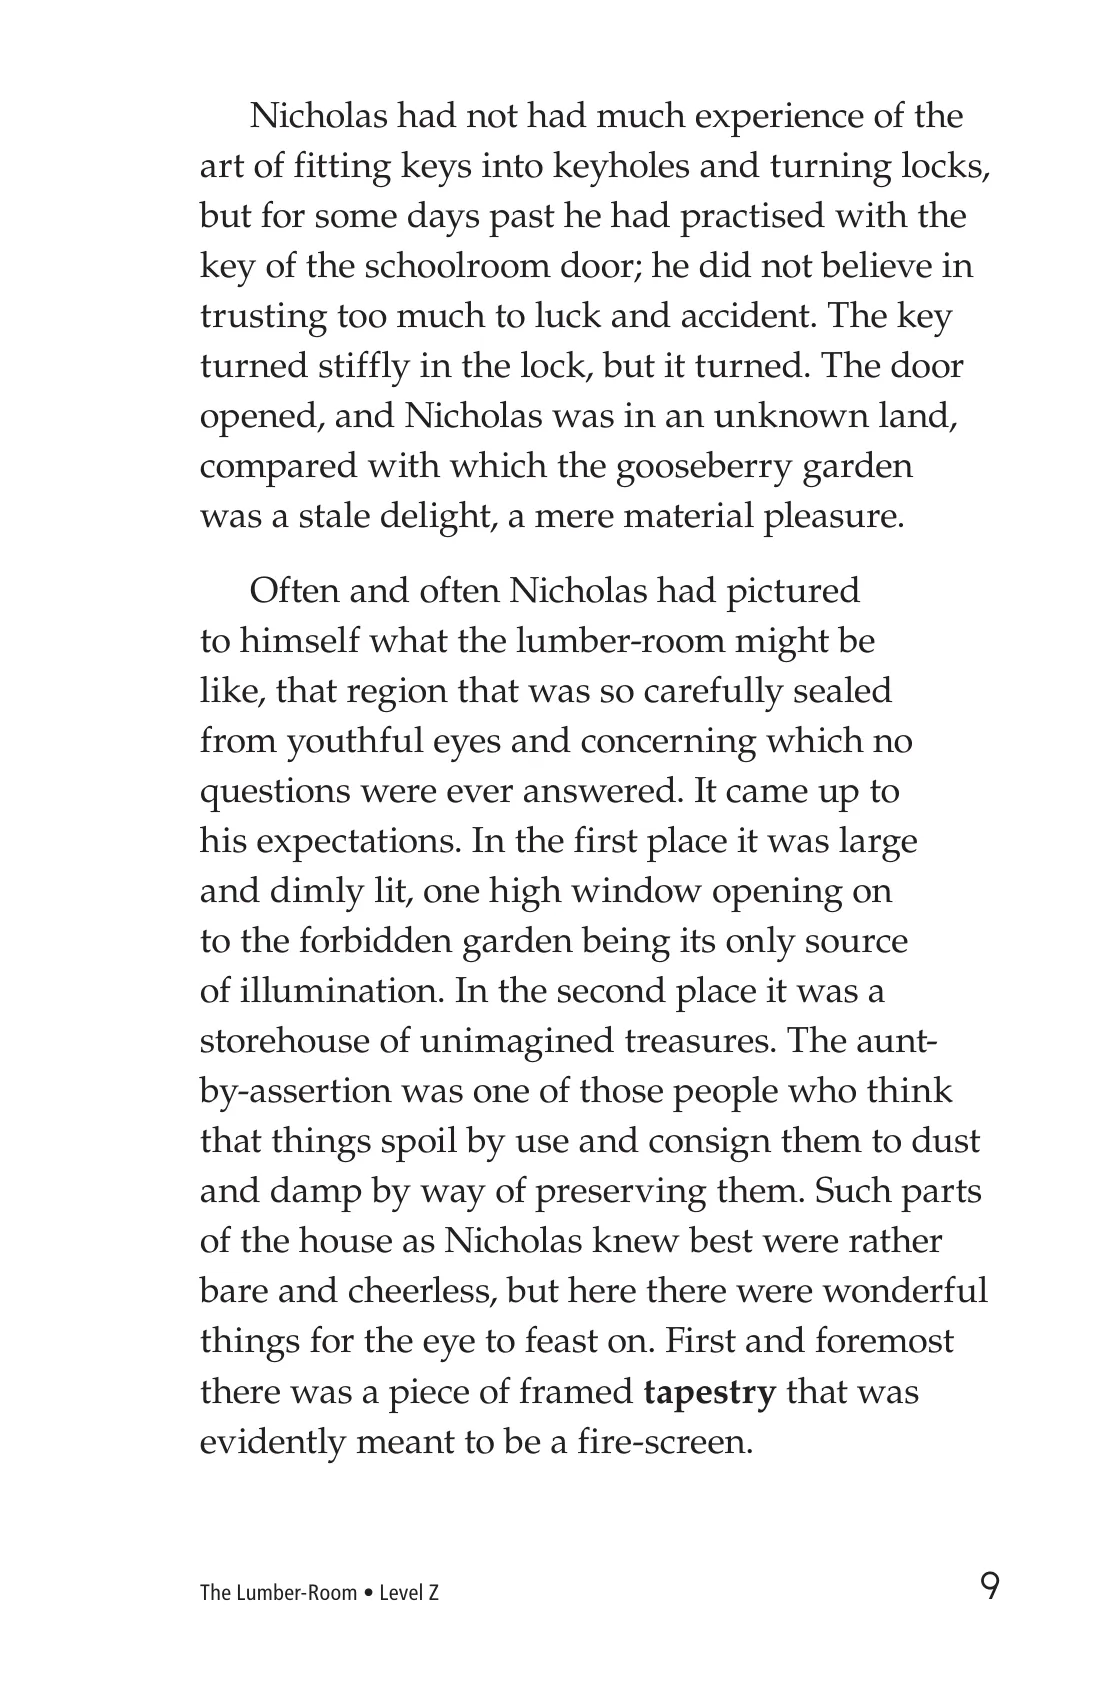 Nicholas had not had much experience of the
art of fitting keys into keyholes and turning locks,
but for some days past he had practised with the
key of the schoolroom door; he did not believe in
trusting too much to luck and accident. The key
turned stiffly in the lock, but it turned. The door
opened, and Nicholas was in an unknown land,
compared with which the gooseberry garden
was a stale delight, a mere material pleasure.
Often and often Nicholas had pictured
to himself what the lumber-room might be
like, that region that was so carefully sealed
from youthful eyes and concerning which no
questions were ever answered. It came up to
his expectations. In the first place it was large
and dimly lit, one high window opening on
to the forbidden garden being its only source
of illumination. In the second place it was a
storehouse of unimagined treasures. The aunt-
by-assertion was one of those people who think
that things spoil by use and consign them to dust
and damp by way of preserving them. Such parts
of the house as Nicholas knew best were rather
bare and cheerless, but here there were wonderful
things for the eye to feast on. First and foremost
there was a piece of framed tapestry that was
evidently meant to be a fire-screen.
The Lumber-Room • Level Z
9